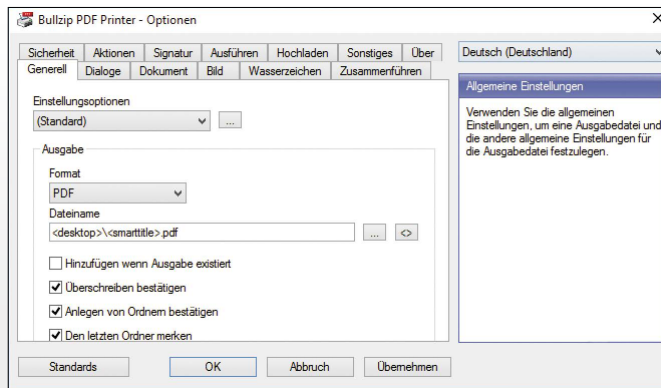 Bullzip PDF Printer - Optionen
Sicherheit Aktionen Signatur Ausführen Hochladen Sonstiges Über
Generell Dialoge Dokument Bild Wasserzeichen Zusammenführen
Einstellungsoptionen
(Standard)
...
Ausgabe
Format
PDF
Dateiname
<desktop>\<smarttitle>.pdf
...
<>
Hinzufügen wenn Ausgabe existiert
Überschreiben bestätigen
Anlegen von Ordnern bestätigen
Den letzten Ordner merken
Standards OK Abbruch Übernehmen
Deutsch (Deutschland)
Allgemeine Einstellungen
Verwenden Sie die allgemeinen
Einstellungen, um eine Ausgabedatei und
die andere allgemeine Einstellungen für
die Ausgabedatei festzulegen.